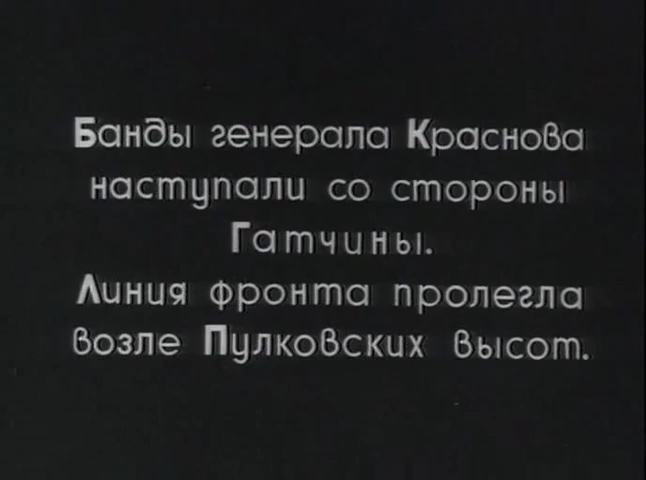 Банды генерала Краснова
наступали со стороны
Гатчины.
Линия фронта пролегла
возле Пулковских высот.